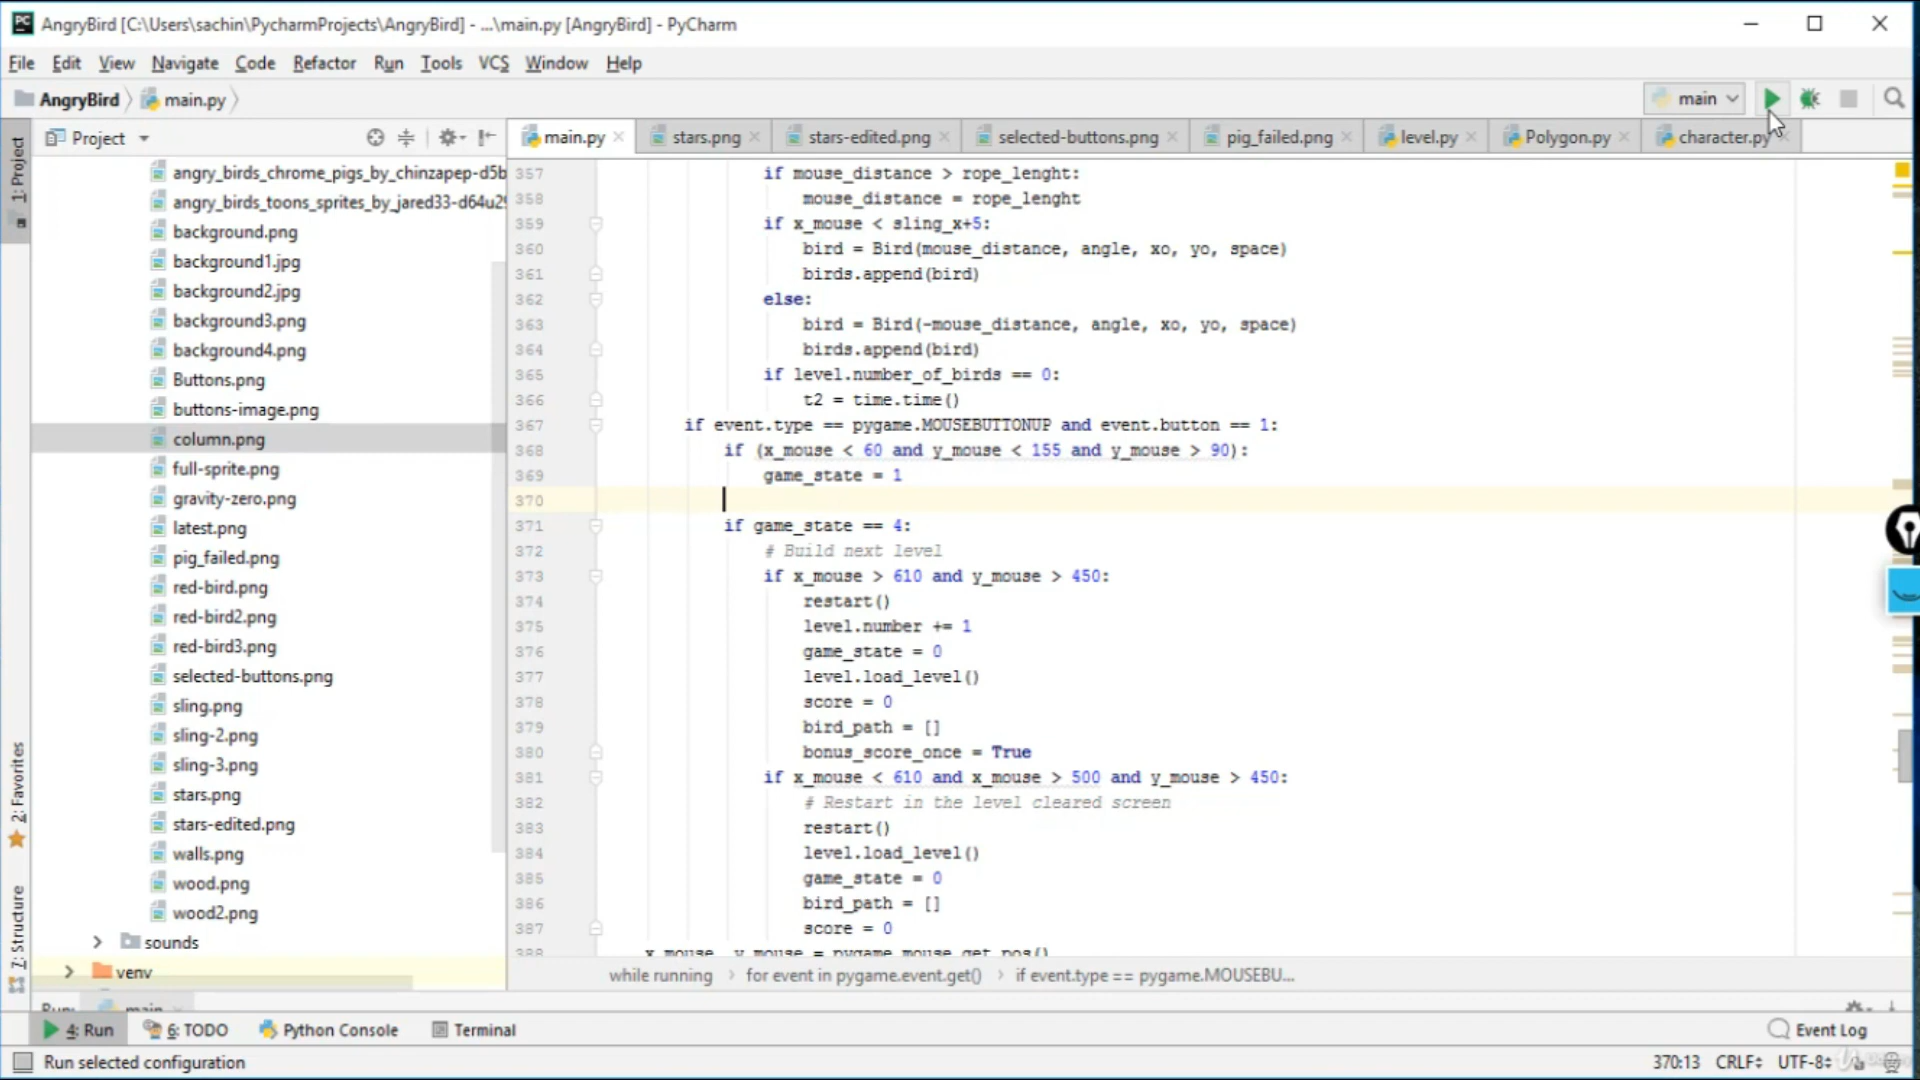 PC AngryBird [C:\Users\sachin\PycharmProjects\AngryBird] - ...\main.py [AngryBird] - PyCharm
File Edit View Navigate Code Refactor Run Tools VCS Window Help
AngryBird main.py main
1: Project
Project
main.py stars.png stars-edited.png selected-buttons.png pig_failed.png level.py Polygon.py character.py
angry_birds_chrome_pigs_by_chinzapep-d5b
angry_birds_toons_sprites_by_jared33-d64u29
background.png
background1.jpg
background2.jpg
background3.png
background4.png
Buttons.png
buttons-image.png
column.png
full-sprite.png
gravity-zero.png
latest.png
pig_failed.png
red-bird.png
red-bird2.png
red-bird3.png
selected-buttons.png
sling.png
sling-2.png
sling-3.png
stars.png
stars-edited.png
walls.png
wood.png
wood2.png
sounds
venv
2: Favorites
7: Structure
357 if mouse_distance > rope_lenght:
358 mouse_distance = rope_lenght
359 if x_mouse < sling_x+5:
360 bird = Bird(mouse_distance, angle, xo, yo, space)
361 birds.append(bird)
362 else:
363 bird = Bird(-mouse_distance, angle, xo, yo, space)
364 birds.append(bird)
365 if level.number_of_birds == 0:
366 t2 = time.time()
367 if event.type == pygame.MOUSEBUTTONUP and event.button == 1:
368 if (x_mouse < 60 and y_mouse < 155 and y_mouse > 90):
369 game_state = 1
370
371 if game_state == 4:
372 # Build next level
373 if x_mouse > 610 and y_mouse > 450:
374 restart()
375 level.number += 1
376 game_state = 0
377 level.load_level()
378 score = 0
379 bird_path = []
380 bonus_score_once = True
381 if x_mouse < 610 and x_mouse > 500 and y_mouse > 450:
382 # Restart in the level cleared screen
383 restart()
384 level.load_level()
385 game_state = 0
386 bird_path = []
387 score = 0
388 x_mouse, y_mouse = pygame.mouse.get_pos()
while running for event in pygame.event.get() if event.type == pygame.MOUSEBU...
Run: main
4: Run 6: TODO Python Console Terminal Event Log
Run selected configuration 370:13 CRLF UTF-8